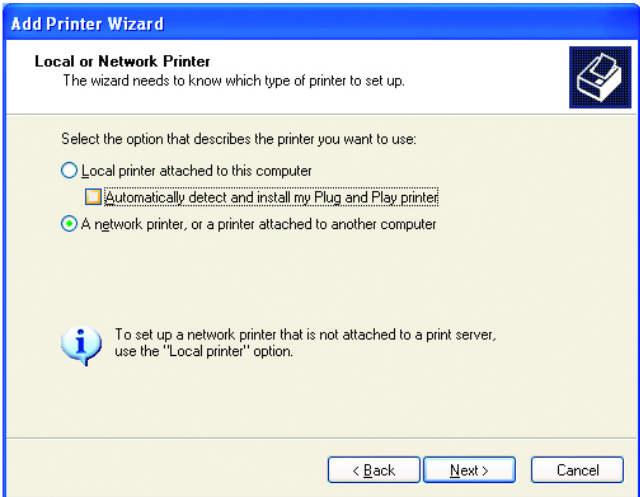 Add Printer Wizard
Local or Network Printer
The wizard needs to know which type of printer to set up.
Select the option that describes the printer you want to use:
Local printer attached to this computer
Automatically detect and install my Plug and Play printer
A network printer, or a printer attached to another computer
To set up a network printer that is not attached to a print server,
use the "Local printer" option.
< Back Next > Cancel